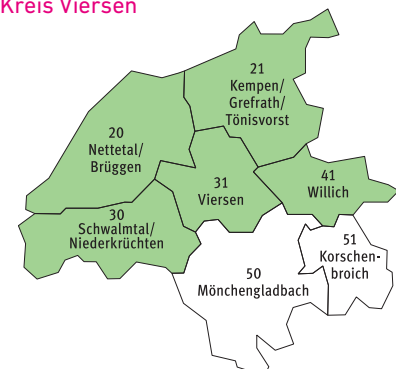 Kreis Viersen
21
Kempen/
Grefrath/
Tönisvorst
20
Nettetal/
Brüggen
31
Viersen
41
Willich
30
Schwalmtal/
Niederkrüchten
51
Korschen-
broich
50
Mönchengladbach